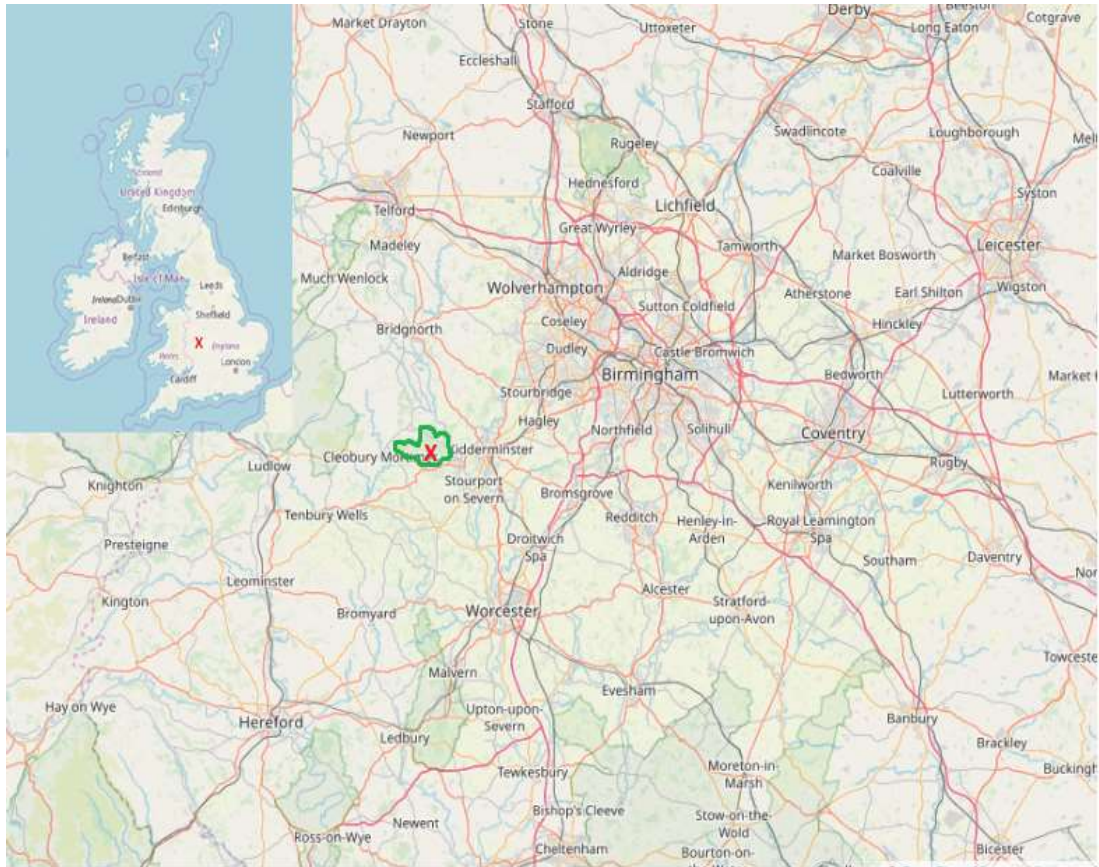 Scotland
United Kingdom
Edinburgh
Belfast
Isle of Man
Leeds
Ireland Dublin
Sheffield
Ireland
X
England
Wales
London
Cardiff
Market Drayton
Stone
Uttoxeter
Derby
Beeston
Long Eaton
Cotgrave
Eccleshall
Stafford
Newport
Rugeley
Swadlincote
Loughborough
Hednesford
Coalville
Syston
Telford
Lichfield
Great Wyrley
Madeley
Tamworth
Market Bosworth
Leicester
Much Wenlock
Aldridge
Wolverhampton
Sutton Coldfield
Atherstone
Earl Shilton
Wigston
Bridgnorth
Coseley
Hinckley
Dudley
Castle Bromwich
Birmingham
Bedworth
Stourbridge
Lutterworth
Market
Hagley
Northfield
Solihull
Coventry
X
Kidderminster
Ludlow
Cleobury
Rugby
Knighton
Stourport
on Severn
Bromsgrove
Kenilworth
Tenbury Wells
Redditch
Henley-in-
Arden
Royal Leamington
Spa
Presteigne
Droitwich
Spa
Southam
Daventry
Leominster
Kington
Bromyard
Worcester
Alcester
Stratford-
upon-Avon
Malvern
Evesham
Hay on Wye
Hereford
Upton-upon-
Severn
Banbury
Ledbury
Brackley
Tewkesbury
Moreton-in-
Marsh
Bishop's Cleeve
Stow-on-the-
Wold
Newent
Ross-on-Wye
Cheltenham
Bourton-on-
Bicester